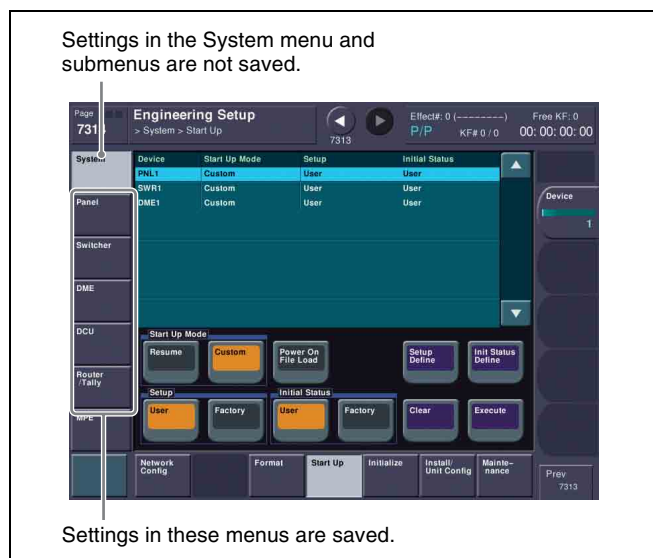 Settings in the System menu and
submenus are not saved.
Page
7313
Engineering Setup
> System > Start Up
7313
Effect#: 0 (--------)
P/P
KF# 0 / 0
Free KF: 0
00: 00: 00: 00
System
Panel
Switcher
DME
DCU
Router
/Tally
MPE
Device Start Up Mode Setup Initial Status
PNL1 Custom User User
SWR1 Custom User User
DME1 Custom User User
Device
1
Start Up Mode
Resume
Custom
Power On
File Load
Setup
Define
Init Status
Define
Setup
User
Factory
Initial Status
User
Factory
Clear
Execute
Network
Config
Format
Start Up
Initialize
Install/
Unit Config
Mainte-
nance
Prev
7313
Settings in these menus are saved.